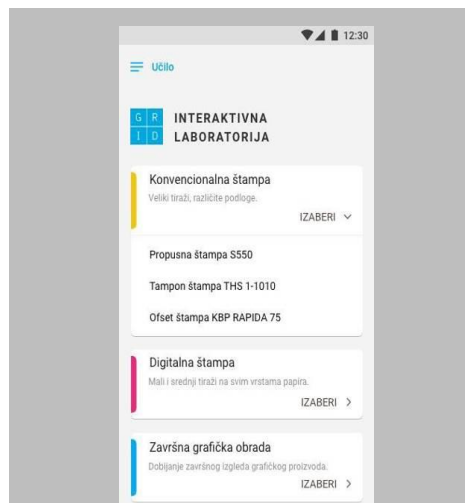 12:30
Učilo
G R
I D
INTERAKTIVNA
LABORATORIJA
Konvencionalna štampa
Veliki tiraži, različite podloge.
IZABERI
Propusna štampa S550
Tampon štampa THS 1-1010
Ofset štampa KBP RAPIDA 75
Digitalna štampa
Mali i srednji tiraži na svim vrstama papira.
IZABERI
Završna grafička obrada
Dobijanje završnog izgleda grafičkog proizvoda.
IZABERI